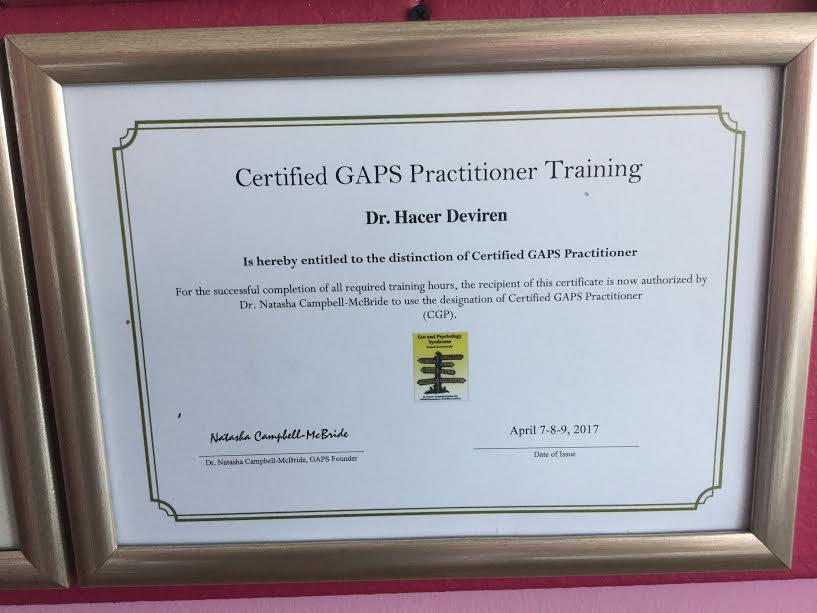 Certified GAPS Practitioner Training
Dr. Hacer Deviren
Is hereby entitled to the distinction of Certified GAPS Practitioner
For the successful completion of all required training hours, the recipient of this certificate is now authorized by
Dr. Natasha Campbell-McBride to use the designation of Certified GAPS Practitioner
(CGP).
Gut and Psychology
Syndrome
Natasha Campbell-McBride
Dr. Natasha Campbell-McBride, GAPS Founder
April 7-8-9, 2017
Date of Issue